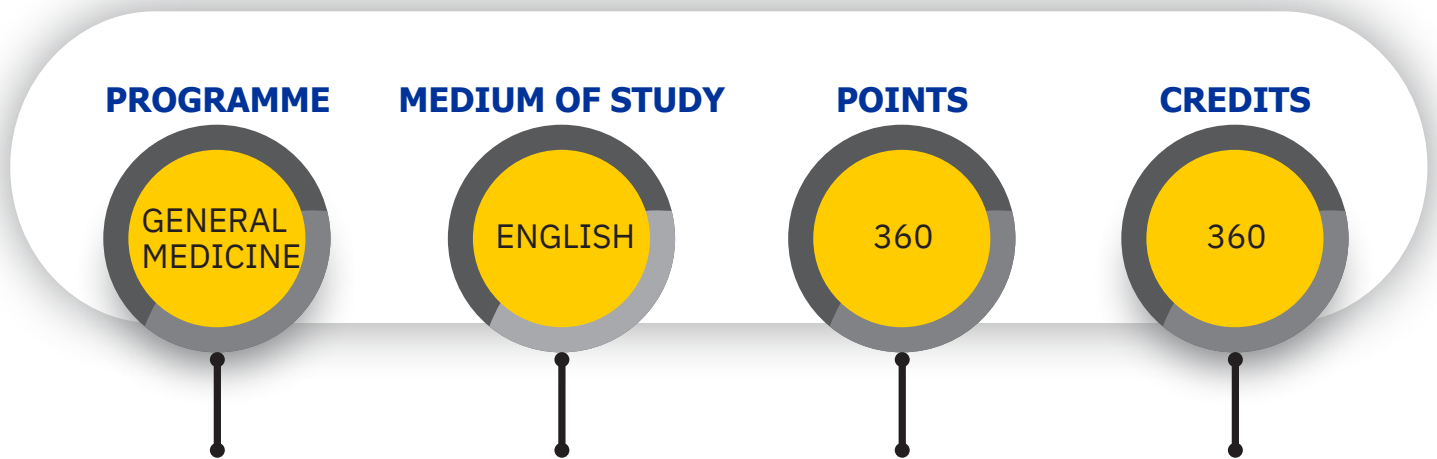 PROGRAMME
MEDIUM OF STUDY
POINTS
CREDITS
GENERAL
MEDICINE
ENGLISH
360
360